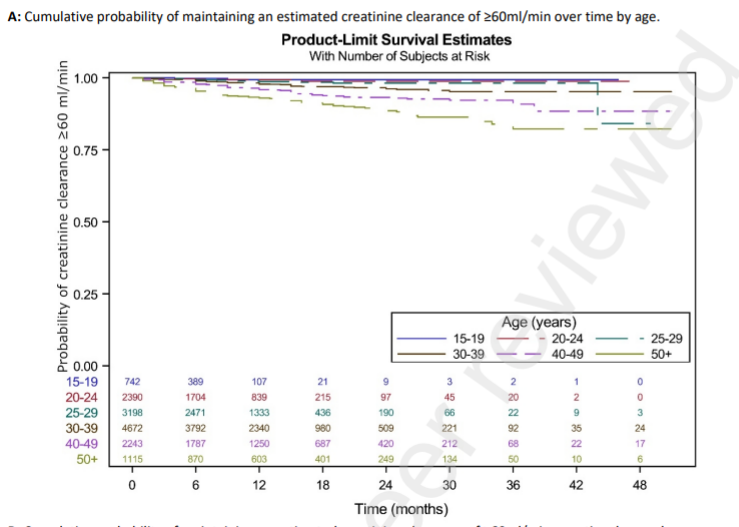 A: Cumulative probability of maintaining an estimated creatinine clearance of ≥60ml/min over time by age.
Product-Limit Survival Estimates
With Number of Subjects at Risk
Probability of creatinine clearance ≥60 ml/min
1.00
0.75
0.50
0.25
0.00
Age (years)
15-19 20-24 25-29
30-39 40-49 50+
15-19 742 389 107 21 9 3 2 1 0
20-24 2390 1704 839 215 97 45 20 2 0
25-29 3198 2471 1333 436 190 66 22 9 3
30-39 4672 3792 2340 980 509 221 92 35 24
40-49 2243 1787 1250 687 420 212 68 22 17
50+ 1115 870 603 401 249 134 50 10 6
0 6 12 18 24 30 36 42 48
Time (months)
eer reviewed